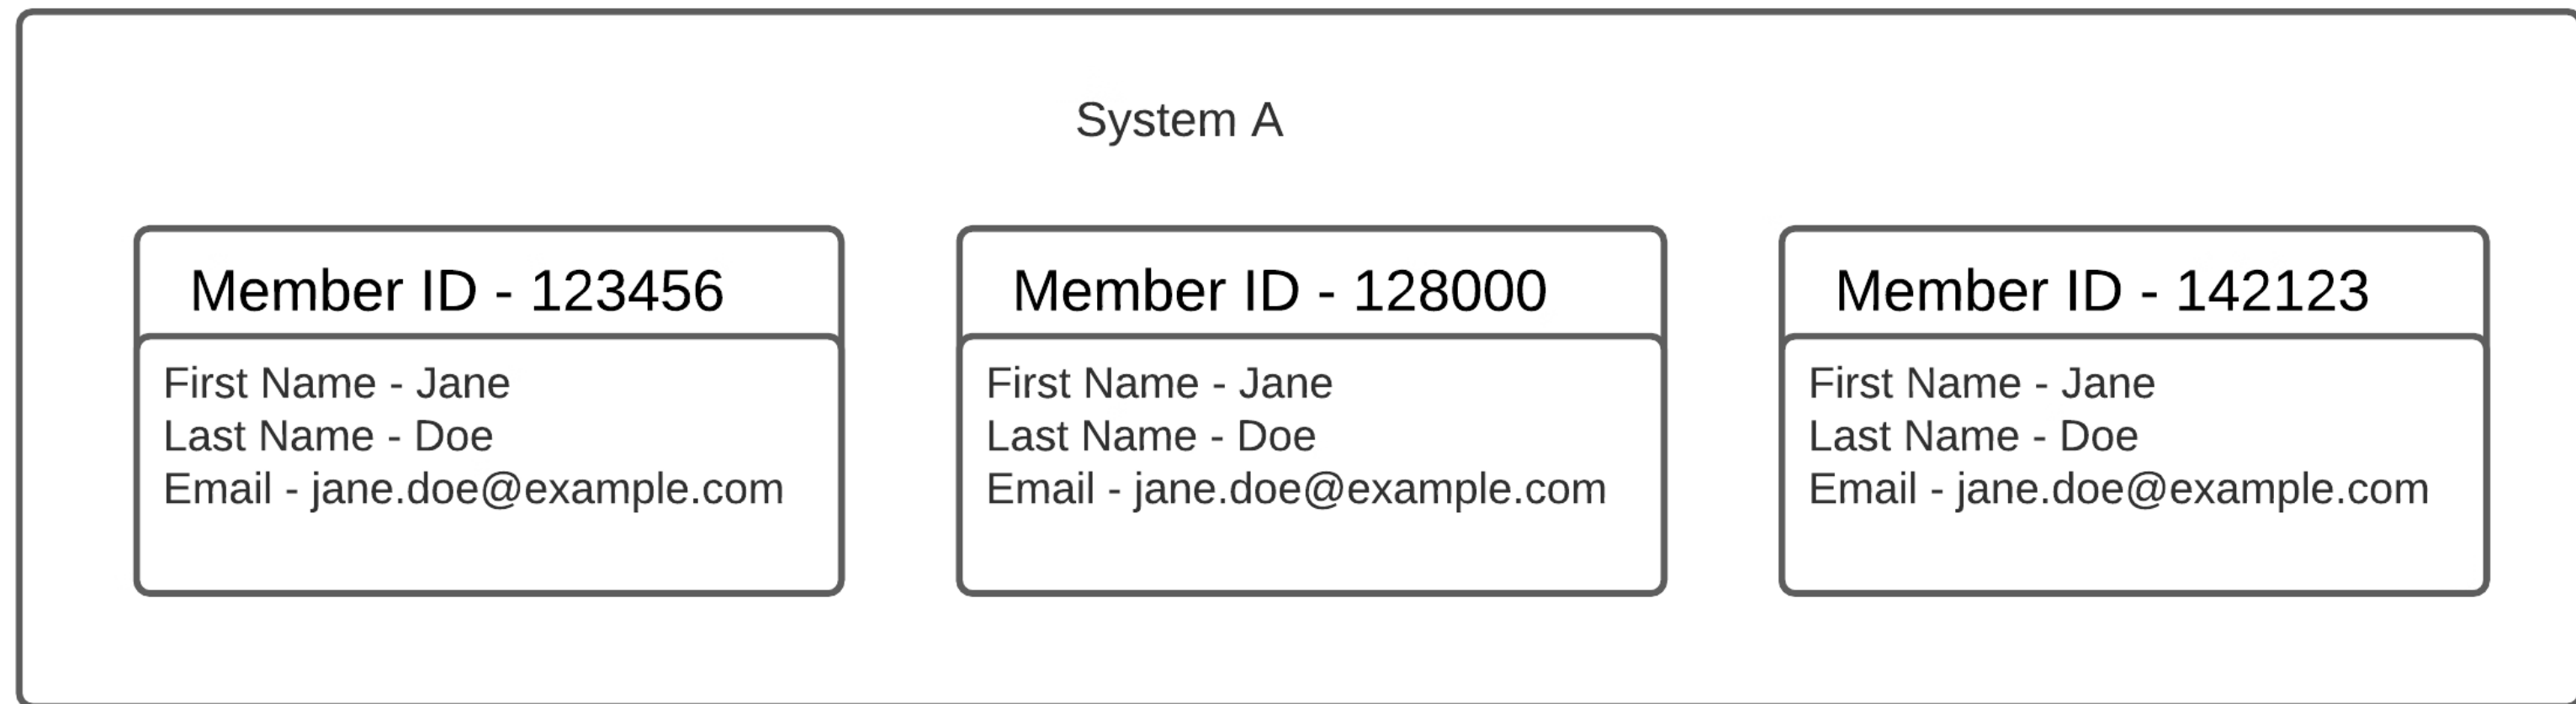 System A
Member ID - 123456
First Name - Jane
Last Name - Doe
Email - jane.doe@example.com
Member ID - 128000
First Name - Jane
Last Name - Doe
Email - jane.doe@example.com
Member ID - 142123
First Name - Jane
Last Name - Doe
Email - jane.doe@example.com